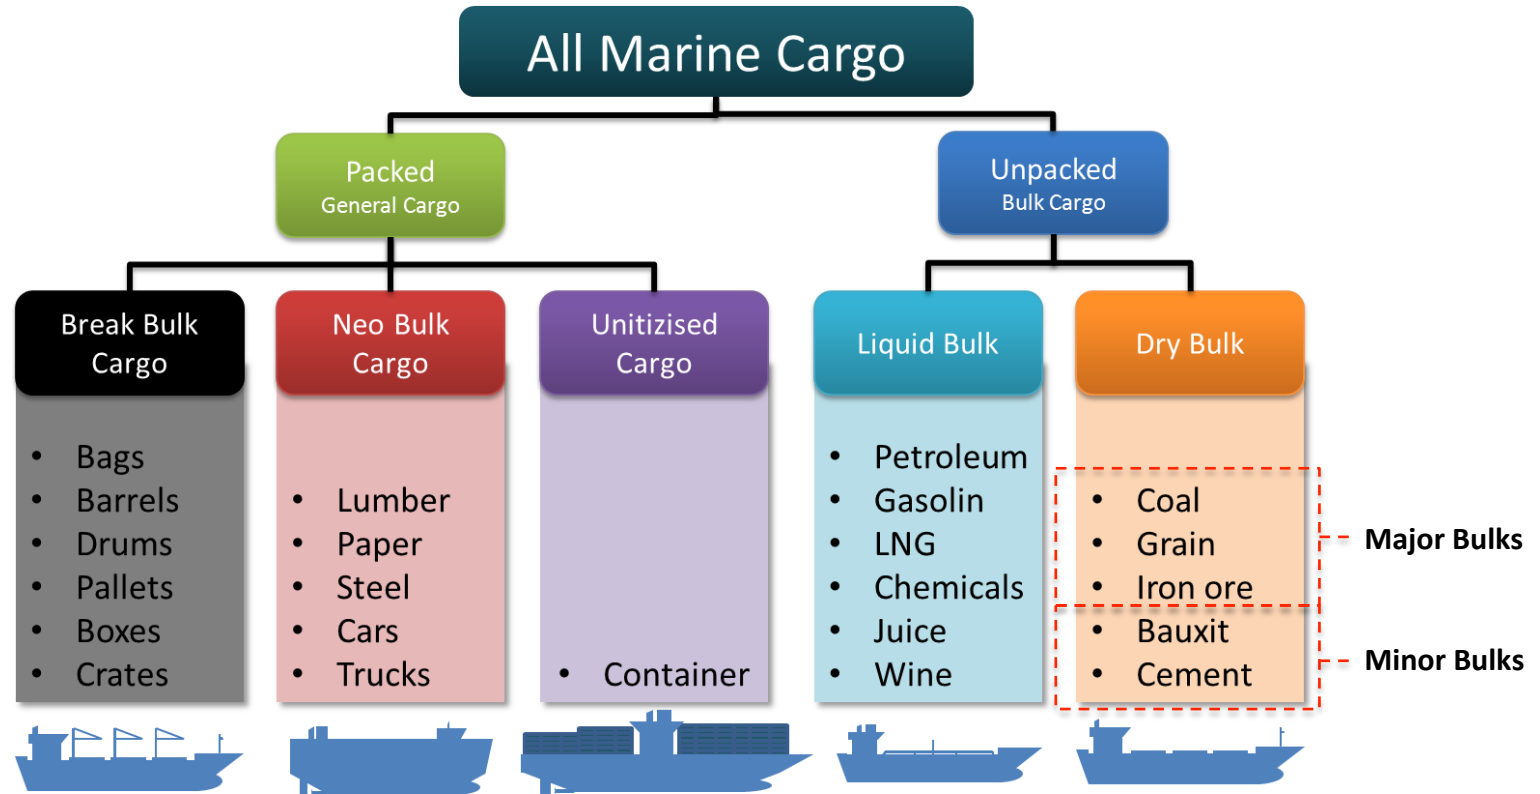 All Marine Cargo
Packed
General Cargo
Unpacked
Bulk Cargo
Break Bulk
Cargo
• Bags
• Barrels
• Drums
• Pallets
• Boxes
• Crates
Neo Bulk
Cargo
• Lumber
• Paper
• Steel
• Cars
• Trucks
Unitizised
Cargo
• Container
Liquid Bulk
• Petroleum
• Gasolin
• LNG
• Chemicals
• Juice
• Wine
Dry Bulk
• Coal
• Grain
• Iron ore
• Bauxit
• Cement
Major Bulks
Minor Bulks